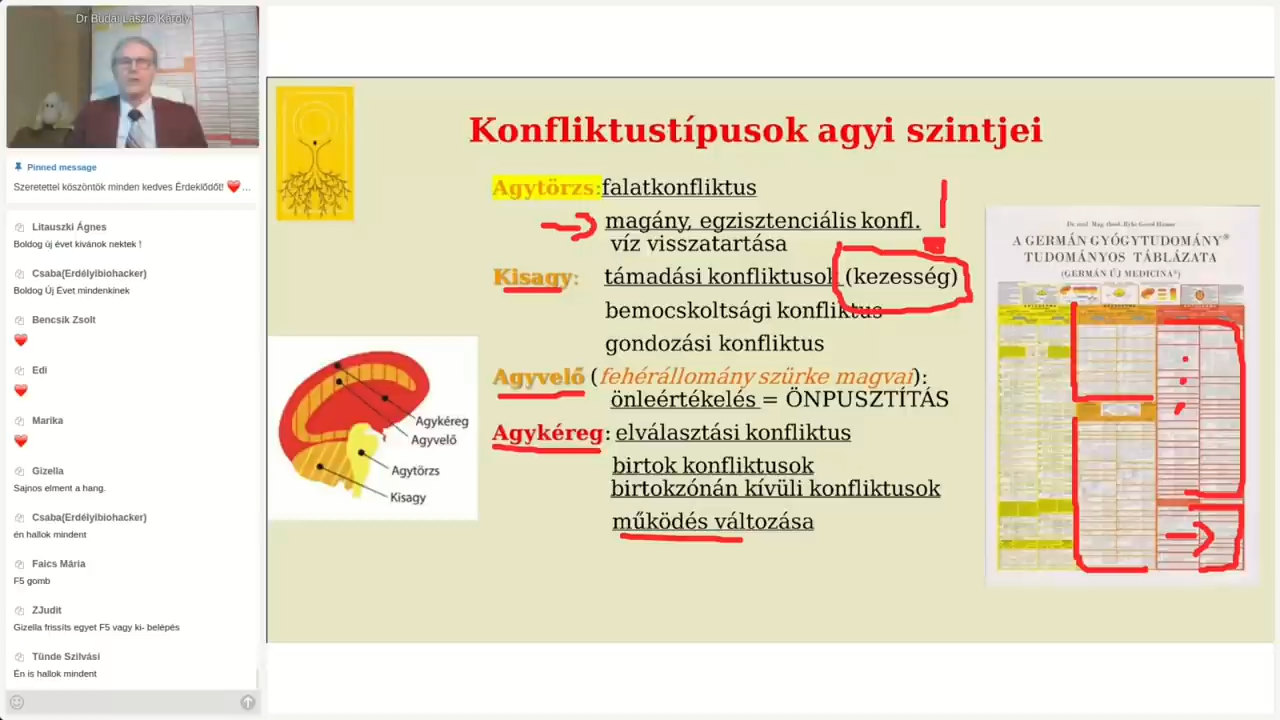 Dr Budai László Károly
Pinned message
Szeretettel köszöntök minden kedves Érdeklődőt! ❤️ ...
Litauszki Ágnes
Boldog új évet kivánok nektek !
Csaba(Erdélyibiohacker)
Boldog Új Évet mindenkinek
Bencsik Zsolt
❤️
Edi
❤️
Marika
❤️
Gizella
Sajnos elment a hang.
Csaba(Erdélyibiohacker)
én hallok mindent
Faics Mária
F5 gomb
ZJudit
Gizella frissíts egyet F5 vagy ki- belépés
Tünde Szilvási
Én is hallok mindent
Konfliktustípusok agyi szintjei
Agytörzs: falatkonfliktus
magány, egzisztenciális konfl.
víz visszatartása
Kisagy: támadási konfliktusok (kezesség)
bemocskoltsági konfliktus
gondozási konfliktus
Agyvelő (fehérállomány szürke magvai):
önleértékelés = ÖNPUSZTÍTÁS
Agykéreg: elválasztási konfliktus
birtok konfliktusok
birtokzónán kívüli konfliktusok
működés változása
Agykéreg
Agyvelő
Agytörzs
Kisagy
A GERMÁN GYÓGYTUDOMÁNY®
TUDOMÁNYOS TÁBLÁZATA
(GERMÁN ÚJ MEDICINA®)